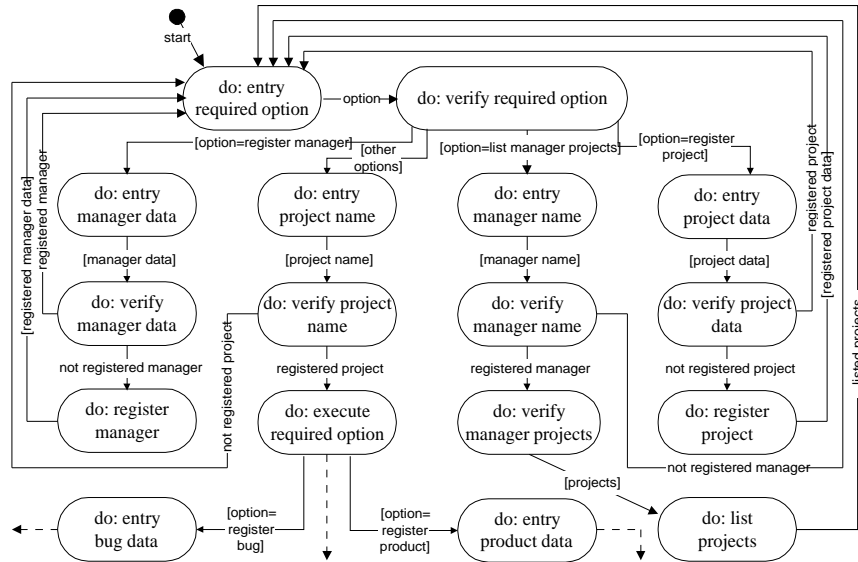 start
do: entry
required option
option
do: verify required option
[option=register manager]
[other
options]
[option=list manager projects]
[option=register
project]
do: entry
manager data
do: entry
project name
do: entry
manager name
do: entry
project data
[manager data]
[project name]
[manager name]
[project data]
do: verify
manager data
do: verify project
name
do: verify
manager name
do: verify project
data
not registered manager
registered project
registered manager
not registered project
do: register
manager
do: execute
required option
do: verify
manager projects
do: register
project
[registered manager data]
registered manager
not registered project
registered project
[registered project data]
listed projects
not registered manager
[projects]
do: entry
bug data
[option=
register
bug]
[option=
register
product]
do: entry
product data
do: list
projects